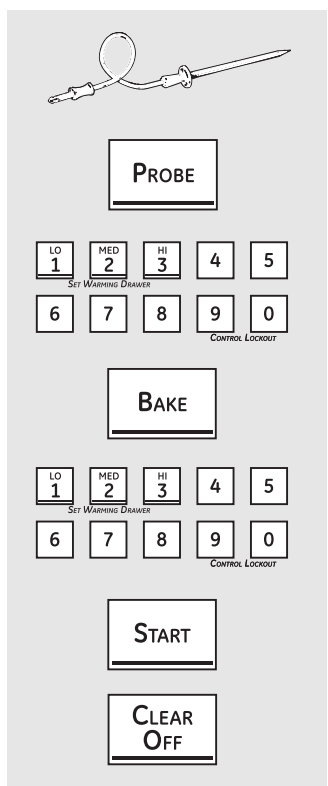 PROBE
LO MED HI
1 2 3 4 5
SET WARMING DRAWER
6 7 8 9 0
CONTROL LOCKOUT
BAKE
LO MED HI
1 2 3 4 5
SET WARMING DRAWER
6 7 8 9 0
CONTROL LOCKOUT
START
CLEAR
OFF